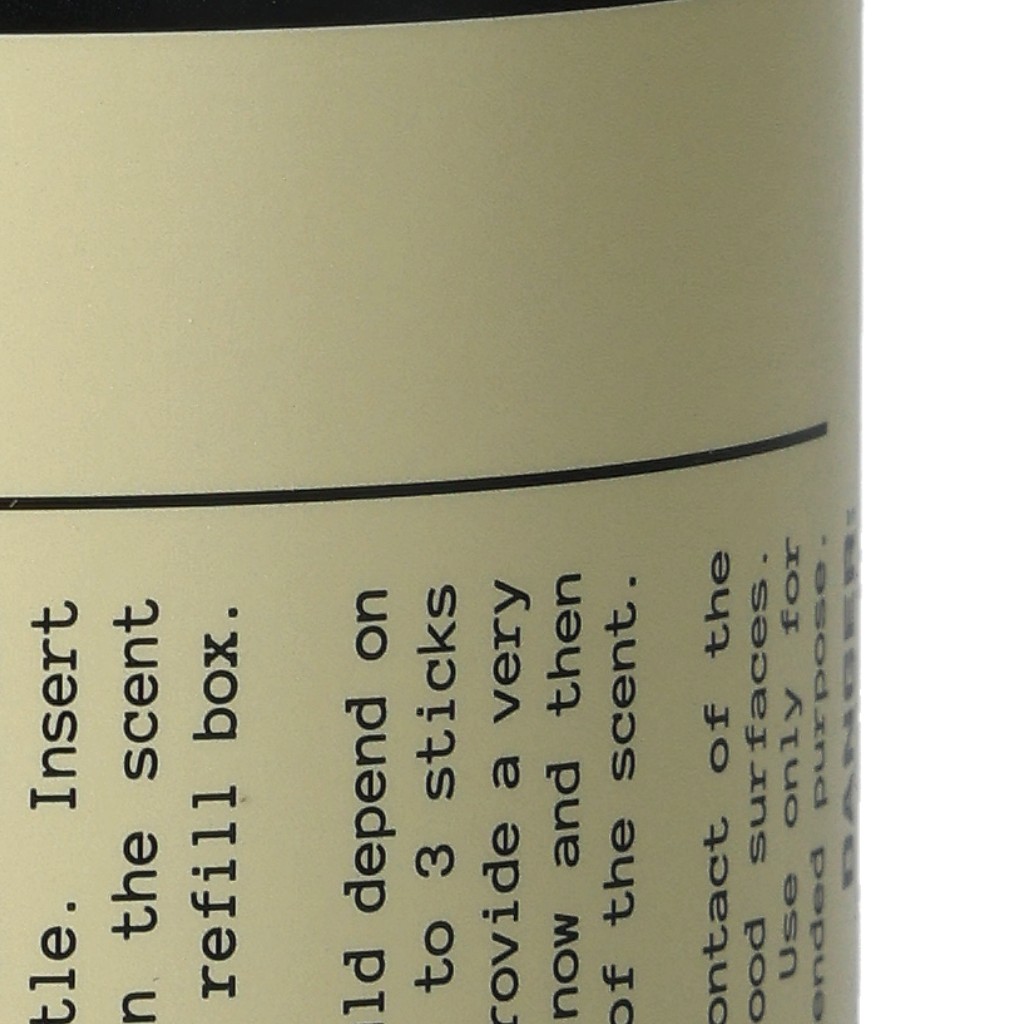 tle. Insert
n the scent
refill box.
ld depend on
to 3 sticks
rovide a very
now and then
of the scent.
ontact of the
ood surfaces.
Use only for
ended purpose.
DANGER: